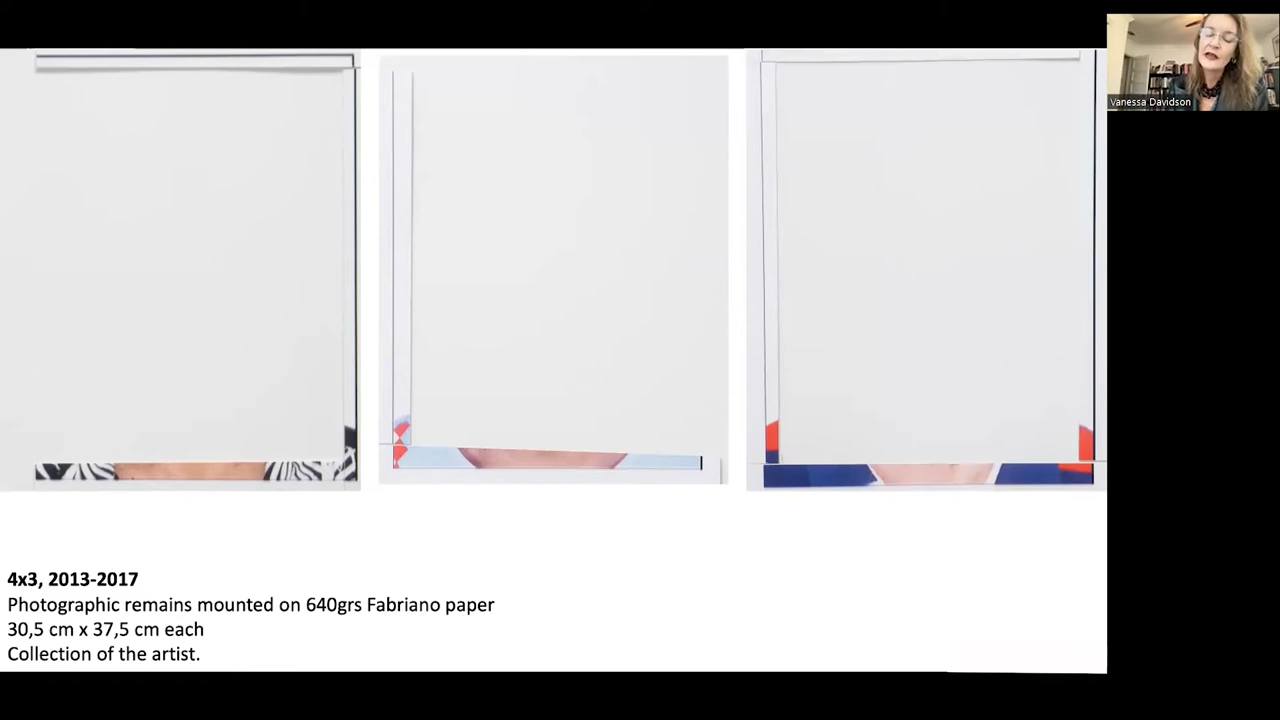 Vanessa Davidson
4x3, 2013-2017
Photographic remains mounted on 640grs Fabriano paper
30,5 cm x 37,5 cm each
Collection of the artist.